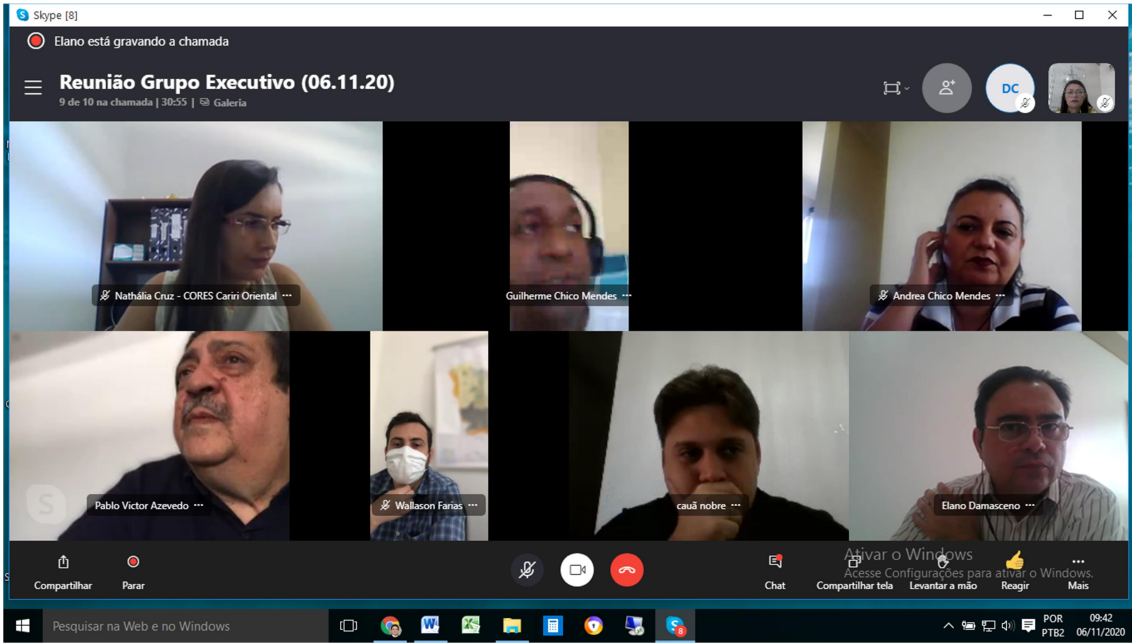 Skype [8]
Elano está gravando a chamada
Reunião Grupo Executivo (06.11.20)
9 de 10 na chamada | 30:55 | Galeria
DC
Nathália Cruz - CORES Cariri Oriental
Guilherme Chico Mendes
Andrea Chico Mendes
Pablo Victor Azevedo
Wallason Farias
cauã nobre
Elano Damasceno
Ativar o Windows
Acesse Configurações para ativar o Windows.
Compartilhar
Parar
Chat
Compartilhar tela
Levantar a mão
Reagir
Mais
Pesquisar na Web e no Windows
8
POR
PTB2
09:42
06/11/2020